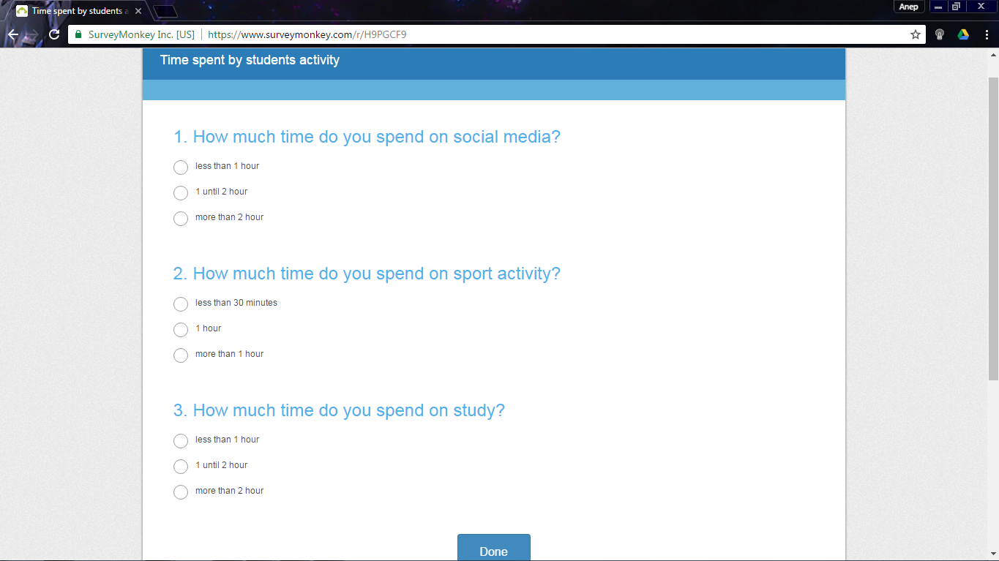 Time spent by students a
Anep
SurveyMonkey Inc. [US] https://www.surveymonkey.com/r/H9PGCF9
Time spent by students activity
1. How much time do you spend on social media?
less than 1 hour
1 until 2 hour
more than 2 hour
2. How much time do you spend on sport activity?
less than 30 minutes
1 hour
more than 1 hour
3. How much time do you spend on study?
less than 1 hour
1 until 2 hour
more than 2 hour
Done